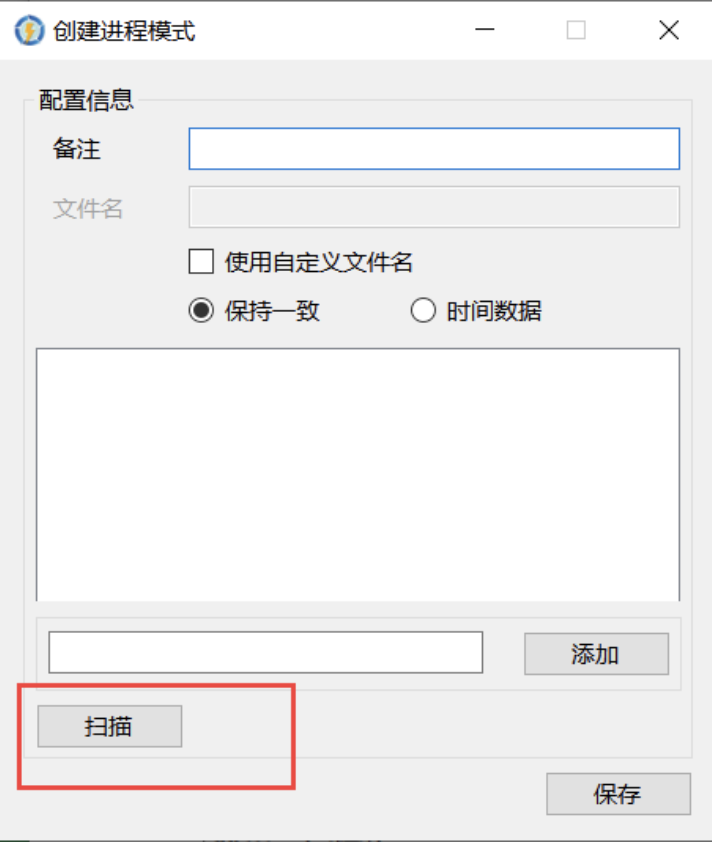 创建进程模式
配置信息
备注
文件名
使用自定义文件名
保持一致 时间数据
添加
扫描
保存